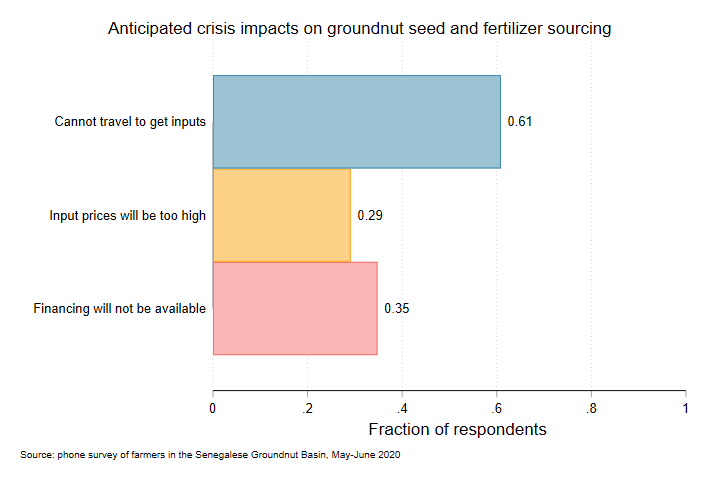 Anticipated crisis impacts on groundnut seed and fertilizer sourcing
Cannot travel to get inputs
0.61
Input prices will be too high
0.29
Financing will not be available
0.35
0 .2 .4 .6 .8 1
Fraction of respondents
Source: phone survey of farmers in the Senegalese Groundnut Basin, May-June 2020